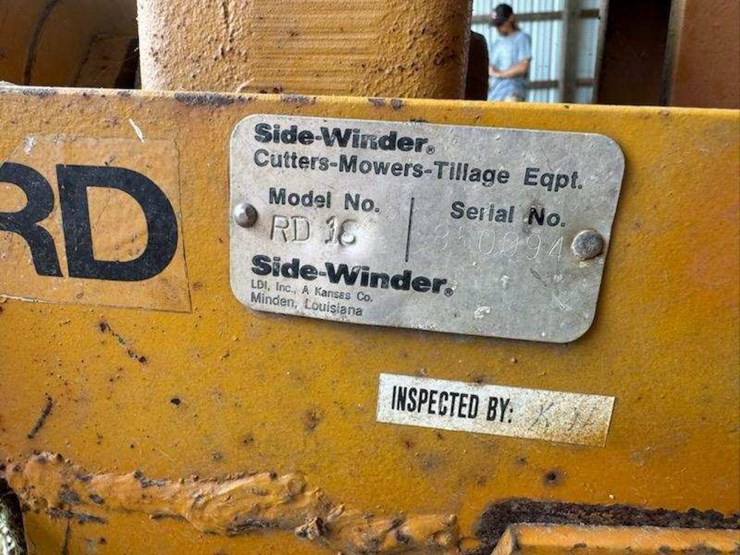 RD
Side-Winder®
Cutters-Mowers-Tillage Eqpt.
Model No.
Serial No.
RD
Side-Winder®
LDI, Inc., A Kansas Co.
Minden, Louisiana
INSPECTED BY: